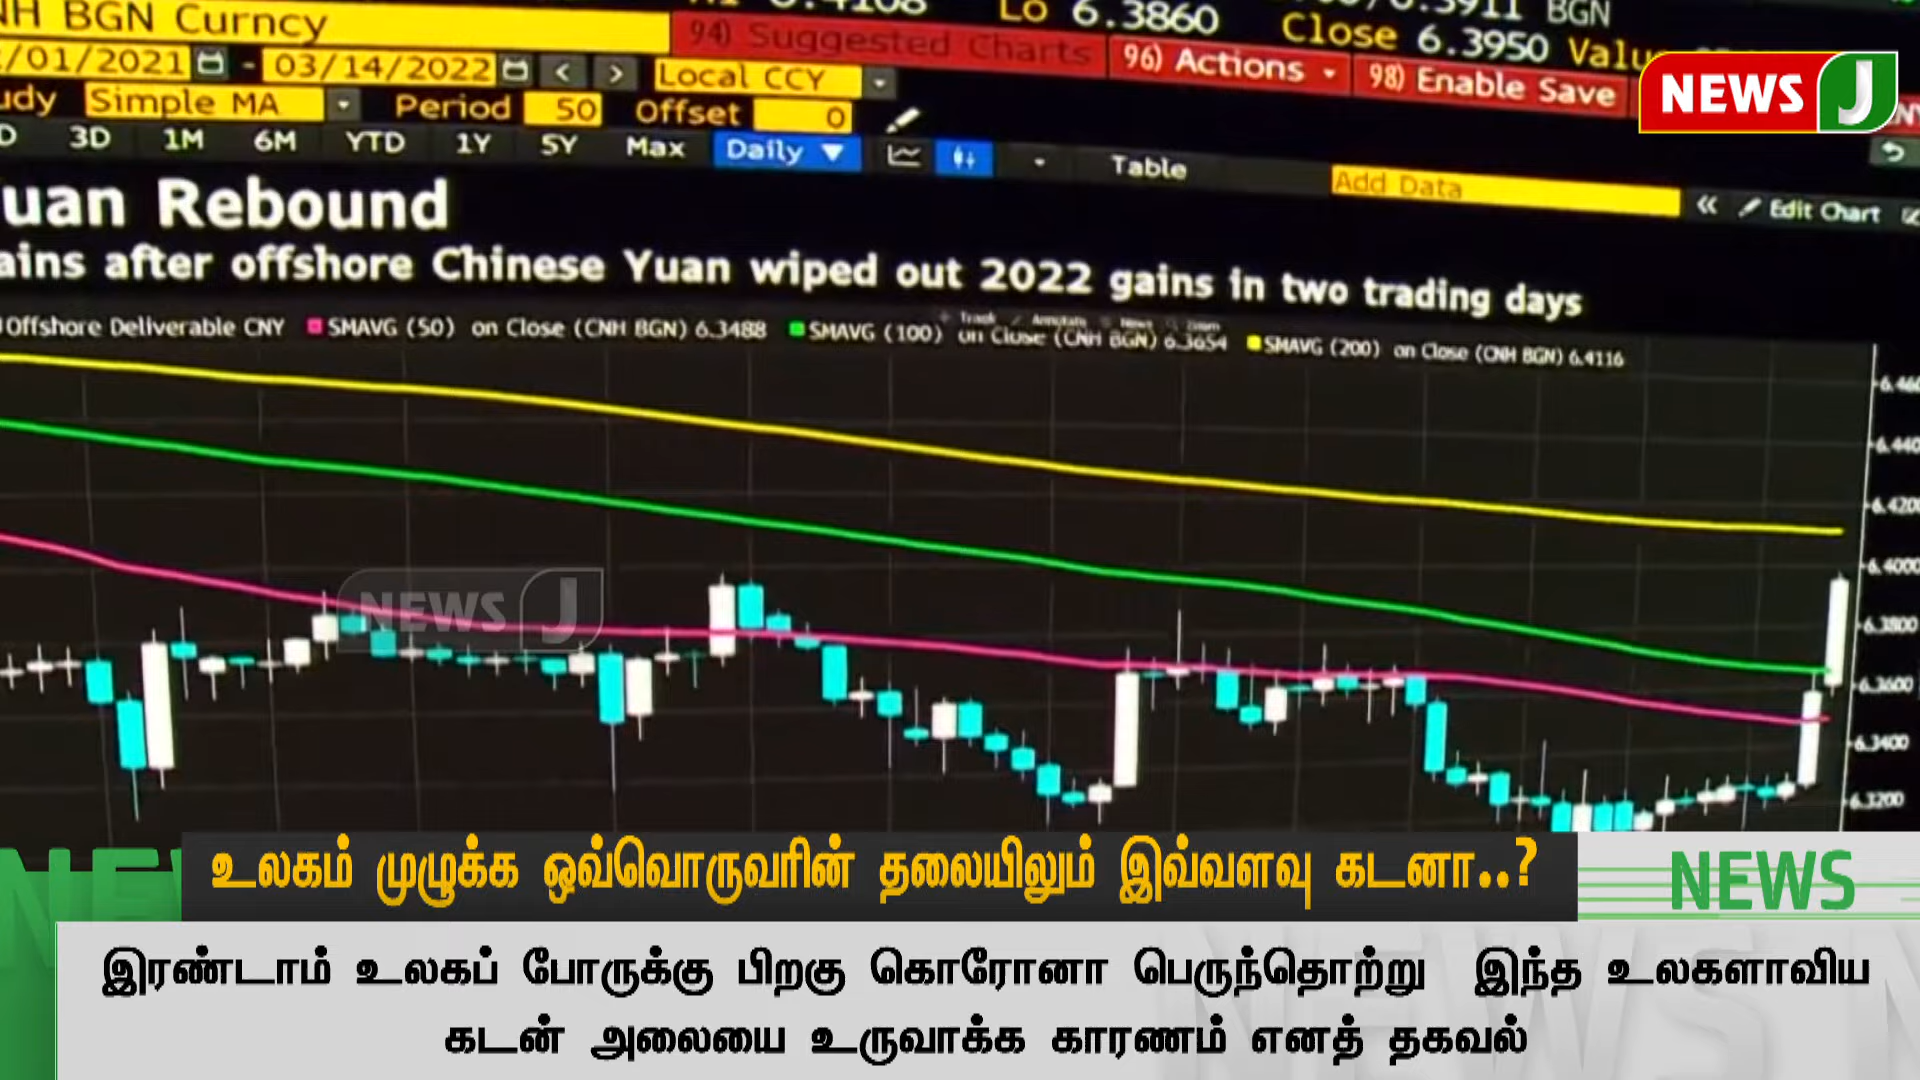 NH BGN Curncy
94) Suggested Charts
Lo 6.3860
Close 6.3950
BGN
/01/2021 - 03/14/2022 < > Local CCY
96) Actions
98) Enable Save
NEWS J
Simple MA Period 50 Offset 0
3D 1M 6M YTD 1Y 5Y Max Daily ▼ Table Add Data « Edit Chart
uan Rebound
ains after offshore Chinese Yuan wiped out 2022 gains in two trading days
Offshore Deliverable CNY SMAVG (50) on Close (CNH BGN) 6.3488 SMAVG (100) on Close (CNH BGN) 6.3654 SMAVG (200) on Close (CNH BGN) 6.4116
Track Annotate News Zoom
6.4400
6.4200
6.4000
6.3800
6.3600
6.3400
6.3200
NEWS J
உலகம் முழுக்க ஒவ்வொருவரின் தலையிலும் இவ்வளவு கடனா..?
NEWS
இரண்டாம் உலகப் போருக்கு பிறகு கொரோனா பெருந்தொற்று இந்த உலகளாவிய
கடன் அலையை உருவாக்க காரணம் எனத் தகவல்